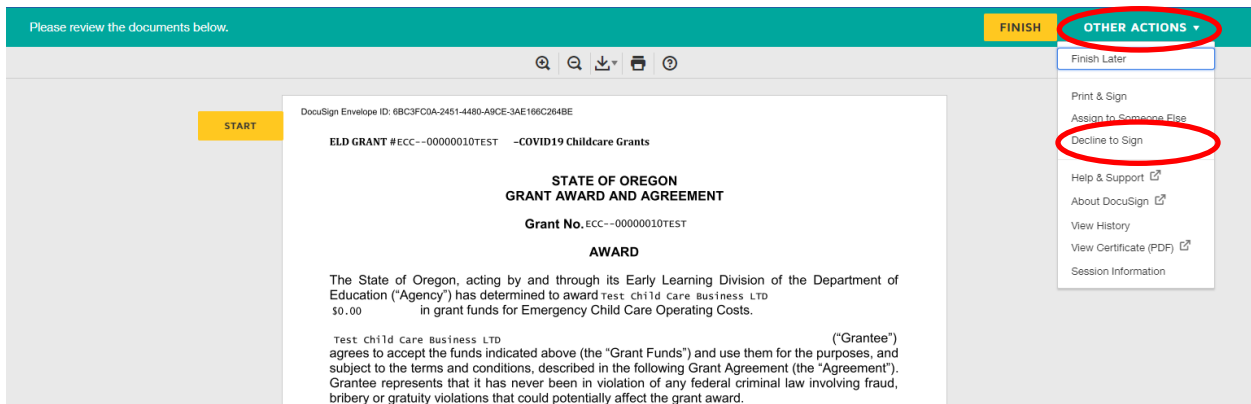 Please review the documents below.
FINISH
OTHER ACTIONS
Finish Later
Print & Sign
Assign to Someone Else
Decline to Sign
Help & Support
About DocuSign
View History
View Certificate (PDF)
Session Information
START
DocuSign Envelope ID: 6BC3FC0A-2451-4480-A9CE-3AE166C264BE
ELD GRANT #ECC--00000010TEST -COVID19 Childcare Grants
STATE OF OREGON
GRANT AWARD AND AGREEMENT
Grant No. ECC--00000010TEST
AWARD
The State of Oregon, acting by and through its Early Learning Division of the Department of
Education (“Agency”) has determined to award Test Child Care Business LTD
$0.00 in grant funds for Emergency Child Care Operating Costs.
Test Child Care Business LTD (“Grantee”)
agrees to accept the funds indicated above (the “Grant Funds”) and use them for the purposes, and
subject to the terms and conditions, described in the following Grant Agreement (the “Agreement”).
Grantee represents that it has never been in violation of any federal criminal law involving fraud,
bribery or gratuity violations that could potentially affect the grant award.